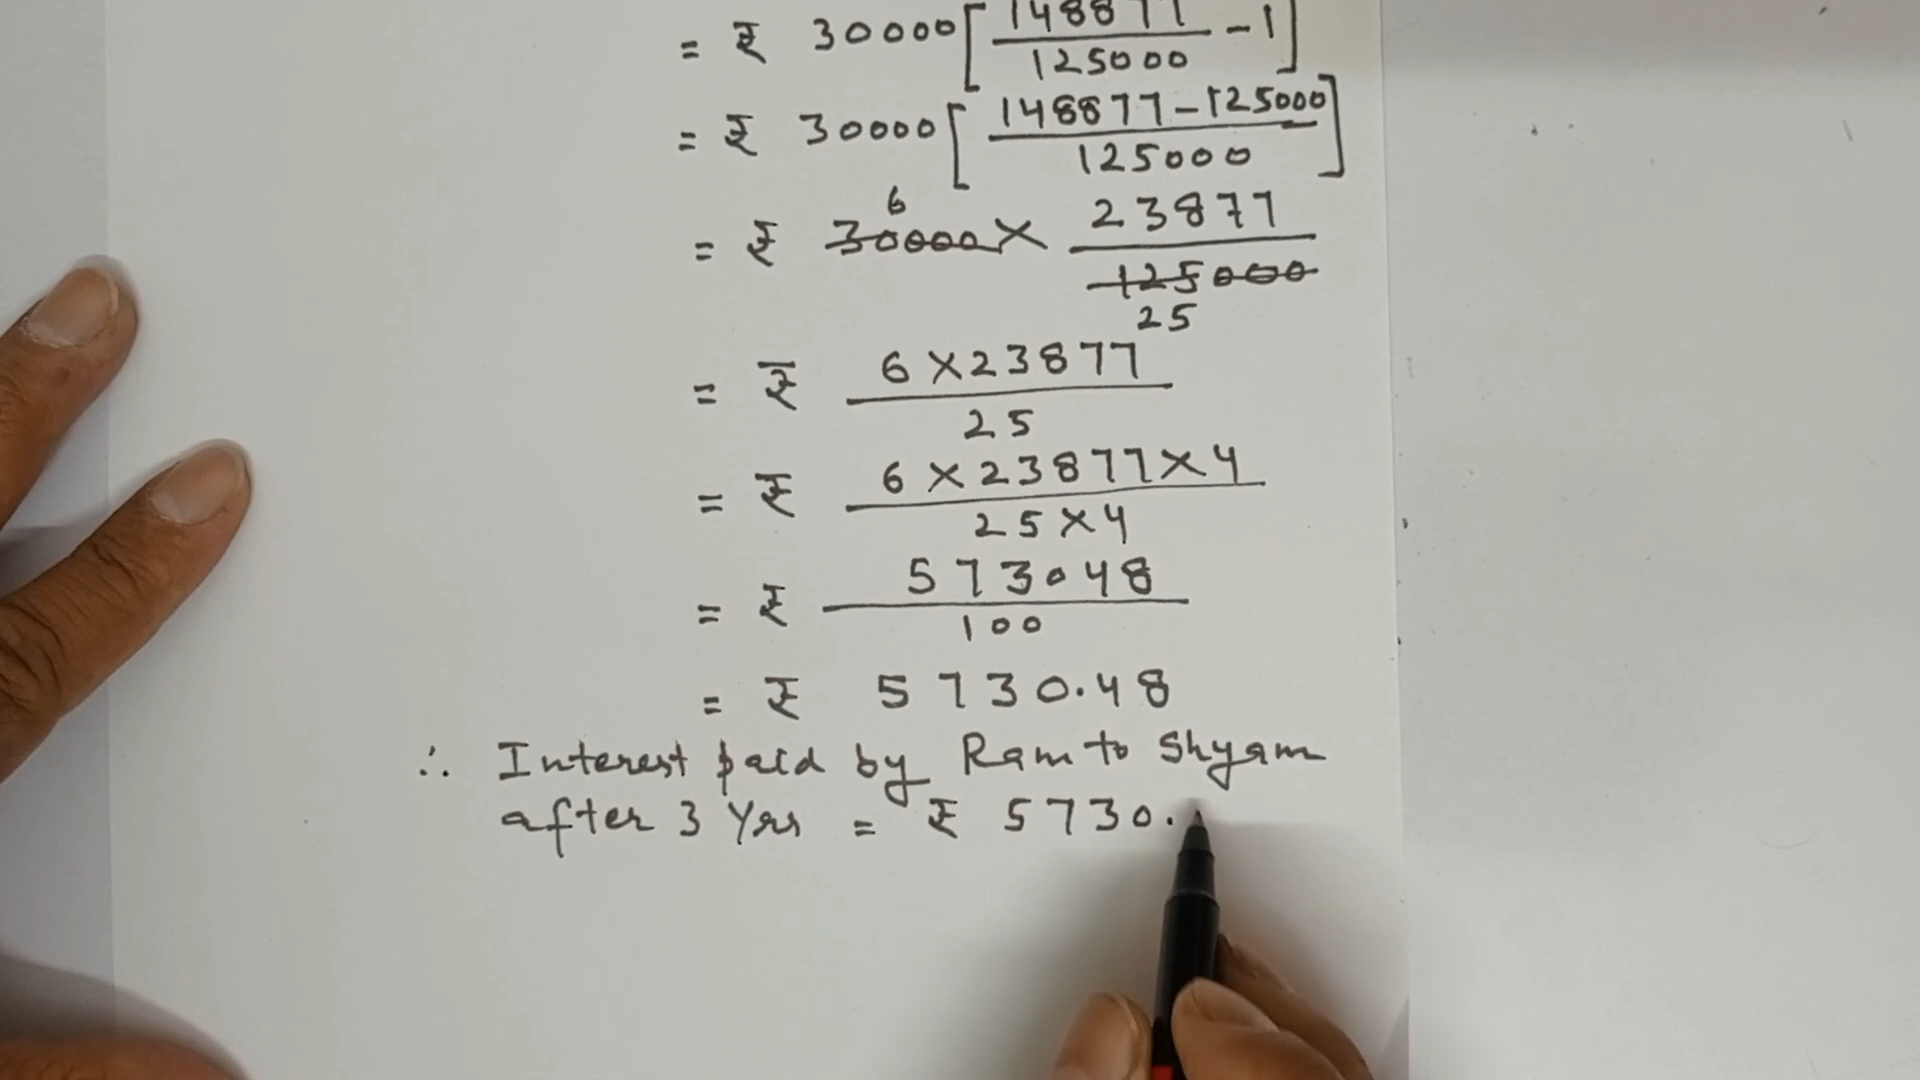 = ₹ 30000[148877/125000 - 1]
= ₹ 30000[148877-125000/125000]
6
= ₹ 30000 × 23877/125000
25
= ₹ 6×23877/25
= ₹ 6×23877×4/25×4
= ₹ 573048/100
= ₹ 5730.48
∴ Interest paid by Ram to Shyam
after 3 Yrs = ₹ 5730.